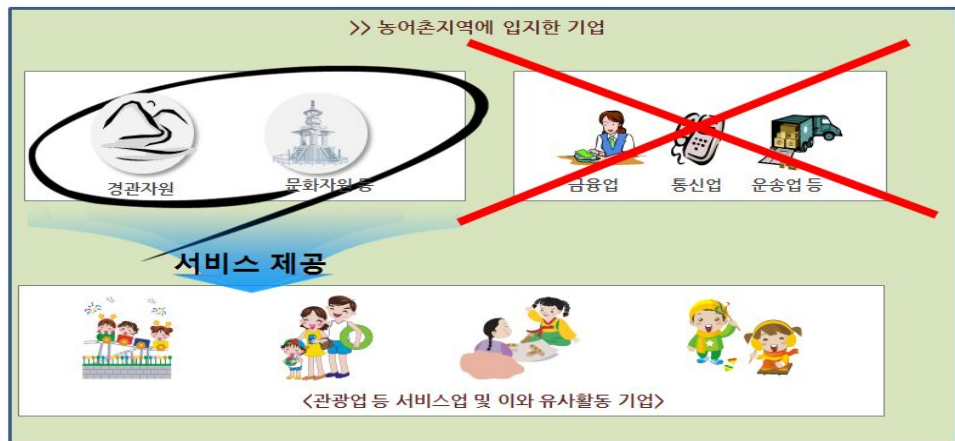 >> 농어촌지역에 입지한 기업
경관자원
문화자원 등
금융업
통신업
운송업 등
서비스 제공
<관광업 등 서비스업 및 이와 유사활동 기업>